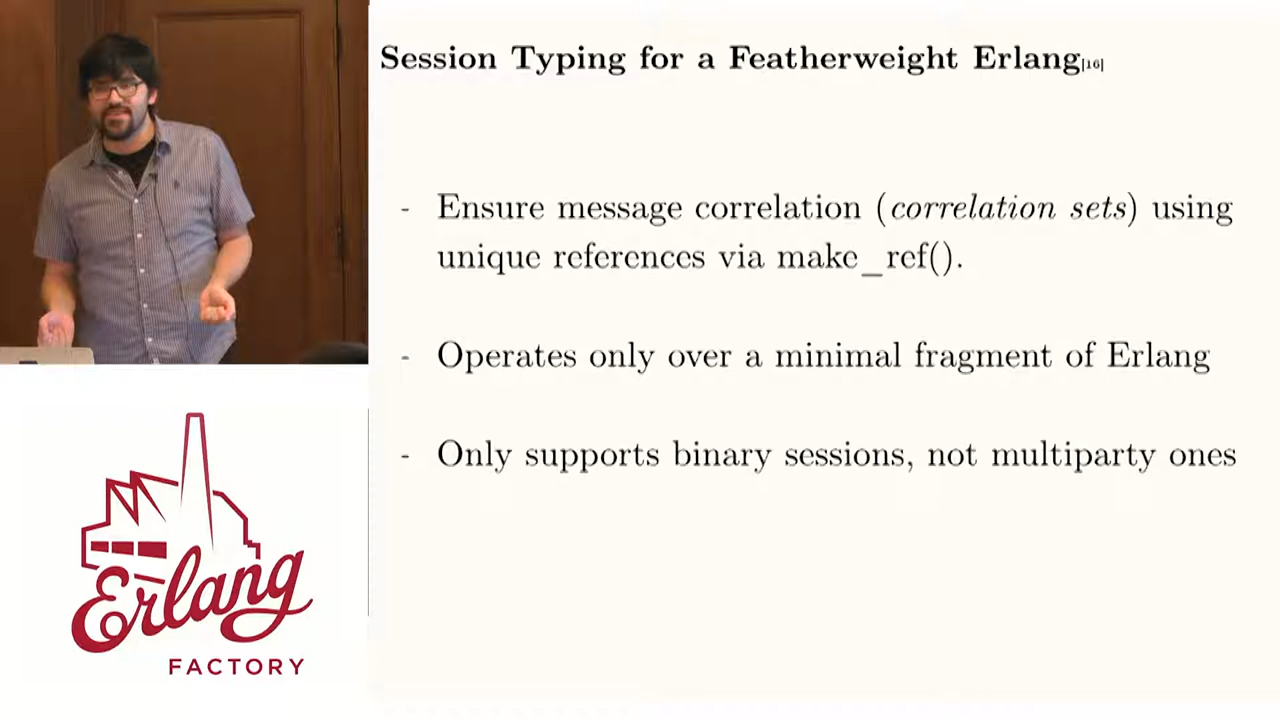 Session Typing for a Featherweight Erlang[16]
- Ensure message correlation (correlation sets) using
unique references via make_ref().
- Operates only over a minimal fragment of Erlang
- Only supports binary sessions, not multiparty ones
Erlang
FACTORY